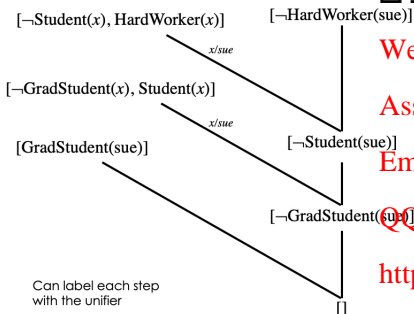 [¬Student(x), HardWorker(x)]
[¬HardWorker(sue)]
We
x/sue
[¬GradStudent(x), Student(x)]
Ass
x/sue
[GradStudent(sue)]
[¬Student(sue)]
Em
[¬GradStudent(sue)]
QQ
http
Can label each step
with the unifier
[]